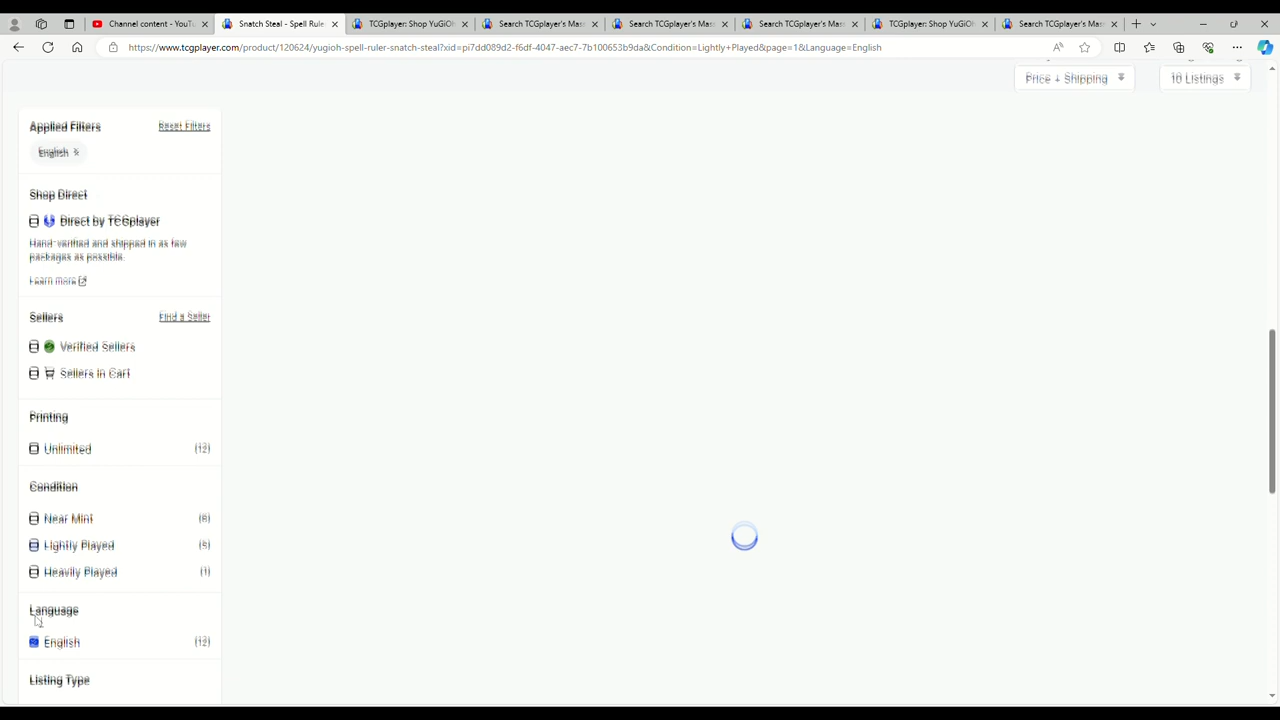 Channel content - YouT
Snatch Steal - Spell Rule
TCGplayer: Shop YuGiOh
Search TCGplayer's Mas
Search TCGplayer's Mas
Search TCGplayer's Mas
TCGplayer: Shop YuGiOh
Search TCGplayer's Mas
https://www.tcgplayer.com/product/120624/yugioh-spell-ruler-snatch-steal?xid=pi7dd089d2-f6df-4047-aec7-7b100653b9da&Condition=Lightly+Played&page=1&Language=English
Price + Shipping
10 Listings
Applied Filters
Reset Filters
English ×
Shop Direct
Direct by TCGplayer
Hand-verified and shipped in as few
packages as possible.
Learn more
Sellers
Find a Seller
Verified Sellers
Sellers in Cart
Printing
Unlimited (12)
Condition
Near Mint (6)
Lightly Played (5)
Heavily Played (1)
Language
English (12)
Listing Type